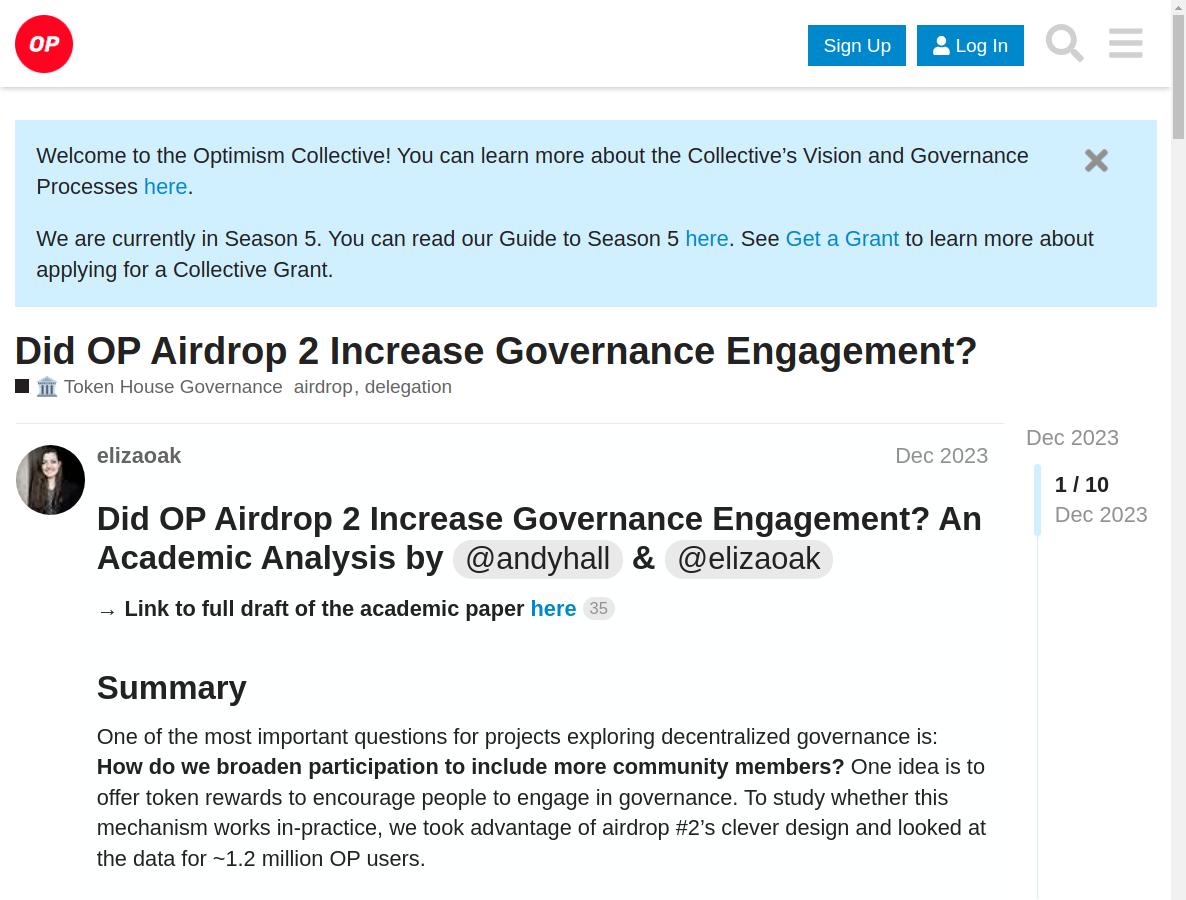 OP
Sign Up
Log In
Welcome to the Optimism Collective! You can learn more about the Collective’s Vision and Governance
Processes here.
We are currently in Season 5. You can read our Guide to Season 5 here. See Get a Grant to learn more about
applying for a Collective Grant.
Did OP Airdrop 2 Increase Governance Engagement?
Token House Governance airdrop, delegation
elizaoak
Dec 2023
Dec 2023
1 / 10
Dec 2023
Did OP Airdrop 2 Increase Governance Engagement? An
Academic Analysis by @andyhall & @elizaoak
→ Link to full draft of the academic paper here 35
Summary
One of the most important questions for projects exploring decentralized governance is:
How do we broaden participation to include more community members? One idea is to
offer token rewards to encourage people to engage in governance. To study whether this
mechanism works in-practice, we took advantage of airdrop #2’s clever design and looked at
the data for ~1.2 million OP users.